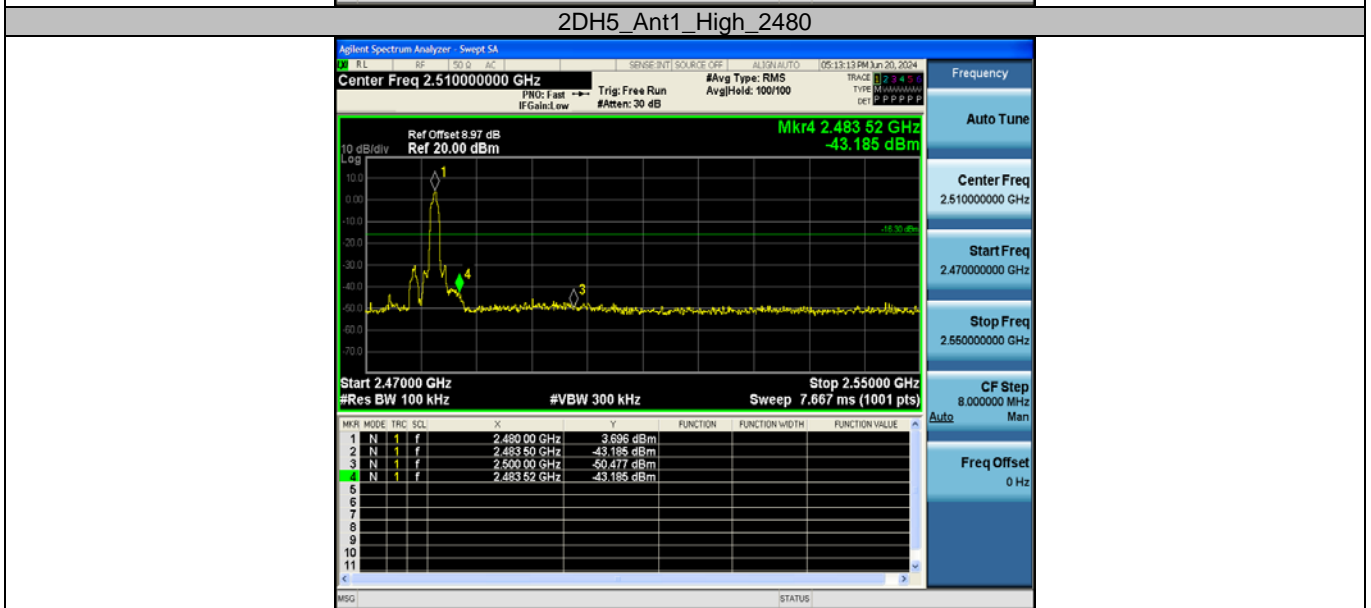 2DH5_Ant1_High_2480
Agilent Spectrum Analyzer - Swept SA
RL RF 50 Ω AC SENSE:INT SOURCE OFF ALIGN AUTO 05:13:13 PM Jun 20, 2024
Center Freq 2.510000000 GHz
PNO: Fast
IFGain:Low
Trig: Free Run
#Atten: 30 dB
#Avg Type: RMS
Avg|Hold: 100/100
TRACE 1 2 3 4 5 6
TYPE M
DET P P P P P P
Frequency
Mkr4 2.483 52 GHz
-43.185 dBm
Ref Offset 8.97 dB
10 dB/div Ref 20.00 dBm
Log
10.0
0.00
-10.0
-20.0
-30.0
-40.0
-50.0
-60.0
-70.0
1
4
3
-16.30 dBm
Start 2.47000 GHz Stop 2.55000 GHz
#Res BW 100 kHz #VBW 300 kHz Sweep 7.667 ms (1001 pts)
MKR MODE TRC SCL X Y FUNCTION FUNCTION WIDTH FUNCTION VALUE
1 N 1 f 2.480 00 GHz 3.696 dBm
2 N 1 f 2.483 50 GHz -43.185 dBm
3 N 1 f 2.500 00 GHz -50.477 dBm
4 N 1 f 2.483 52 GHz -43.185 dBm
5
6
7
8
9
10
11
Auto Tune
Center Freq
2.510000000 GHz
Start Freq
2.470000000 GHz
Stop Freq
2.550000000 GHz
CF Step
8.000000 MHz
Auto Man
Freq Offset
0 Hz
MSG STATUS